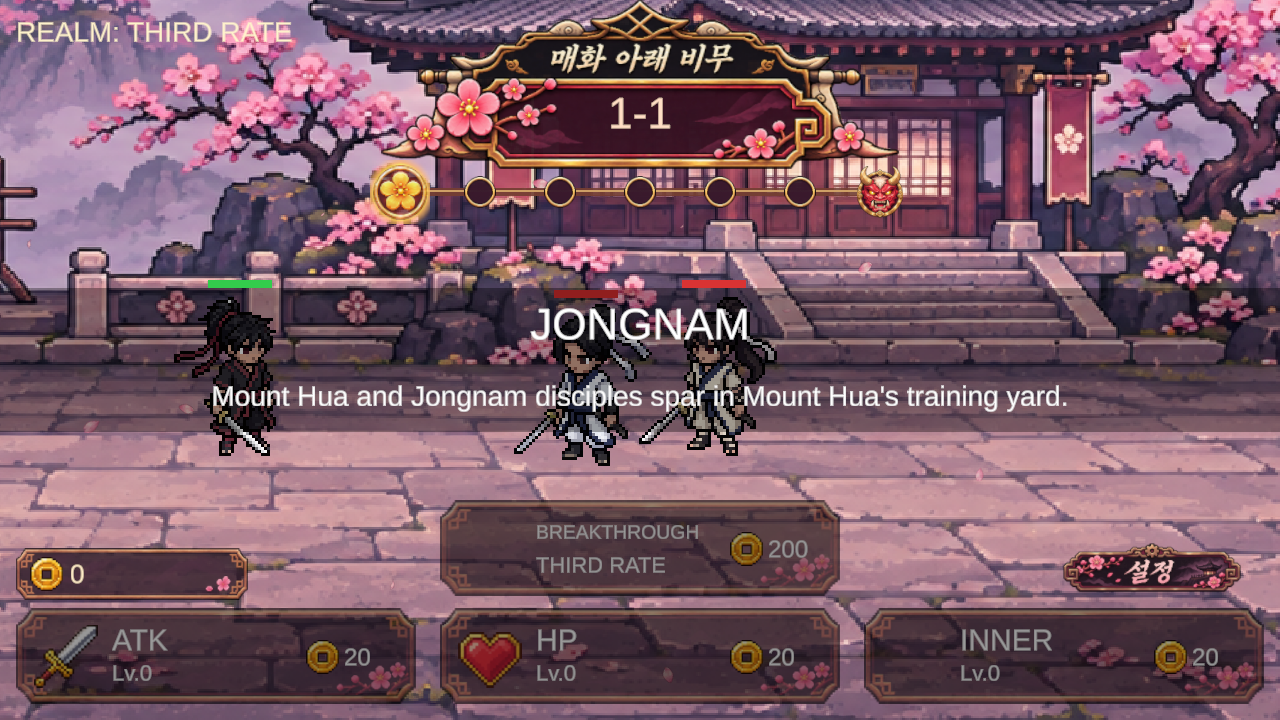 REALM: THIRD RATE
매화 아래 비무
1-1
JONGNAM
Mount Hua and Jongnam disciples spar in Mount Hua's training yard.
BREAKTHROUGH
THIRD RATE
200
0
설정
ATK
Lv.0
20
HP
Lv.0
20
INNER
Lv.0
20